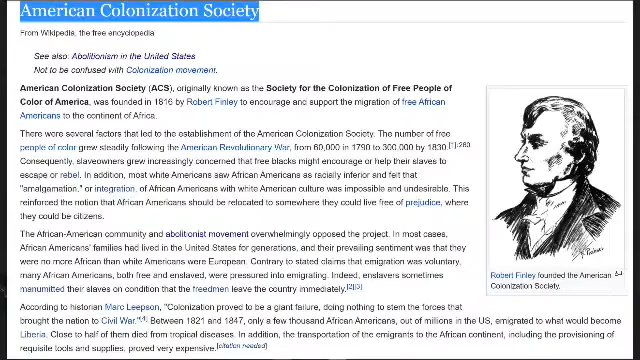 American Colonization Society
From Wikipedia, the free encyclopedia
See also: Abolitionism in the United States
Not to be confused with Colonization movement.
American Colonization Society (ACS), originally known as the Society for the Colonization of Free People of
Color of America, was founded in 1816 by Robert Finley to encourage and support the migration of free African
Americans to the continent of Africa.
There were several factors that led to the establishment of the American Colonization Society. The number of free
people of color grew steadily following the American Revolutionary War, from 60,000 in 1790 to 300,000 by 1830.[1]:260
Consequently, slaveowners grew increasingly concerned that free blacks might encourage or help their slaves to
escape or rebel. In addition, most white Americans saw African Americans as racially inferior and felt that
"amalgamation," or integration, of African Americans with white American culture was impossible and undesirable. This
reinforced the notion that African Americans should be relocated to somewhere they could live free of prejudice, where
they could be citizens.
The African-American community and abolitionist movement overwhelmingly opposed the project. In most cases,
African Americans' families had lived in the United States for generations, and their prevailing sentiment was that they
were no more African than white Americans were European. Contrary to stated claims that emigration was voluntary,
many African Americans, both free and enslaved, were pressured into emigrating. Indeed, enslavers sometimes
manumitted their slaves on condition that the freedmen leave the country immediately.[2][3]
According to historian Marc Leepson, "Colonization proved to be a giant failure, doing nothing to stem the forces that
brought the nation to Civil War."[4] Between 1821 and 1847, only a few thousand African Americans, out of millions in the US, emigrated to what would become
Liberia. Close to half of them died from tropical diseases. In addition, the transportation of the emigrants to the African continent, including the provisioning of
requisite tools and supplies, proved very expensive.[citation needed]
Robert Finley founded the American
Colonization Society.